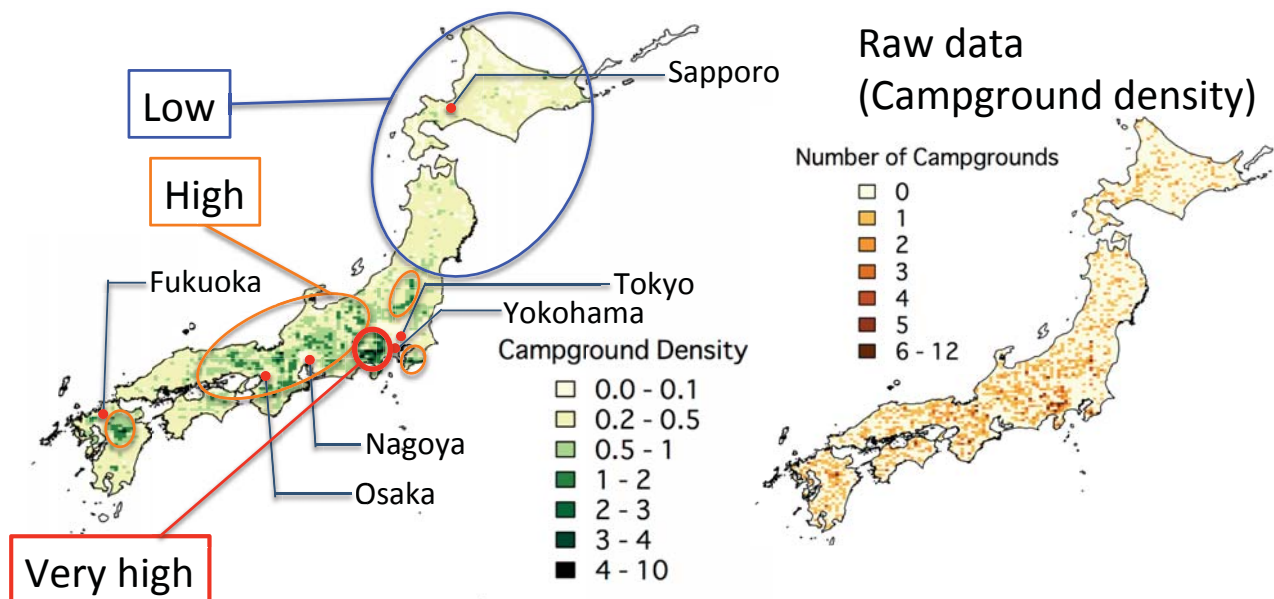 Low
High
Very high
Sapporo
Fukuoka
Tokyo
Yokohama
Nagoya
Osaka
Campground Density
0.0 - 0.1
0.2 - 0.5
0.5 - 1
1 - 2
2 - 3
3 - 4
4 - 10
Raw data
(Campground density)
Number of Campgrounds
0
1
2
3
4
5
6 - 12